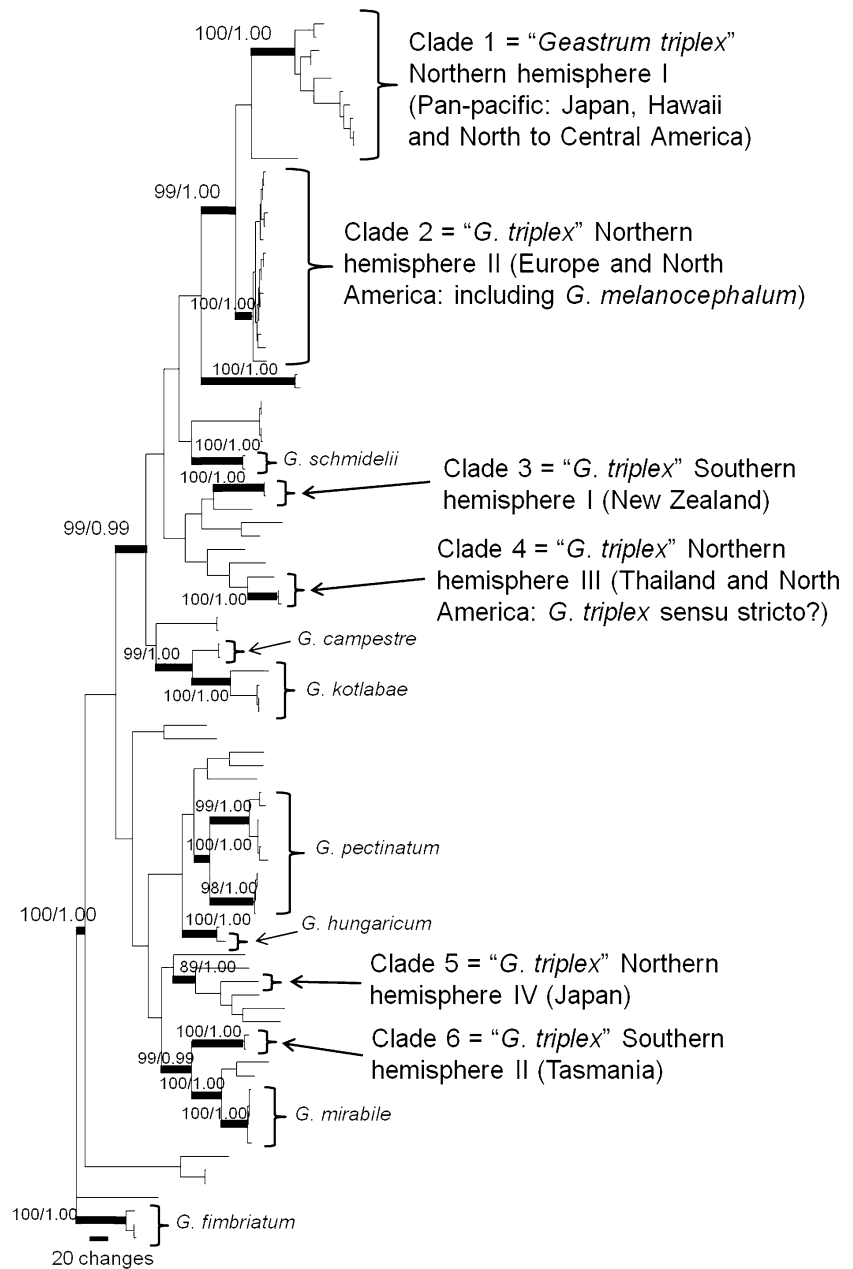 100/1.00
Clade 1 = “Geastrum triplex”
Northern hemisphere I
(Pan-pacific: Japan, Hawaii
and North to Central America)
99/1.00
Clade 2 = “G. triplex” Northern
hemisphere II (Europe and North
America: including G. melanocephalum)
100/1.00
100/1.00
100/1.00
G. schmidelii
100/1.00
Clade 3 = “G. triplex” Southern
hemisphere I (New Zealand)
99/0.99
Clade 4 = “G. triplex” Northern
hemisphere III (Thailand and North
America: G. triplex sensu stricto?)
100/1.00
G. campestre
99/1.00
100/1.00
G. kotlabae
99/1.00
100/1.00
G. pectinatum
98/1.00
100/1.00
100/1.00
G. hungaricum
89/1.00
Clade 5 = “G. triplex” Northern
hemisphere IV (Japan)
100/1.00
Clade 6 = “G. triplex” Southern
hemisphere II (Tasmania)
99/0.99
100/1.00
100/1.00
G. mirabile
100/1.00
G. fimbriatum
20 changes